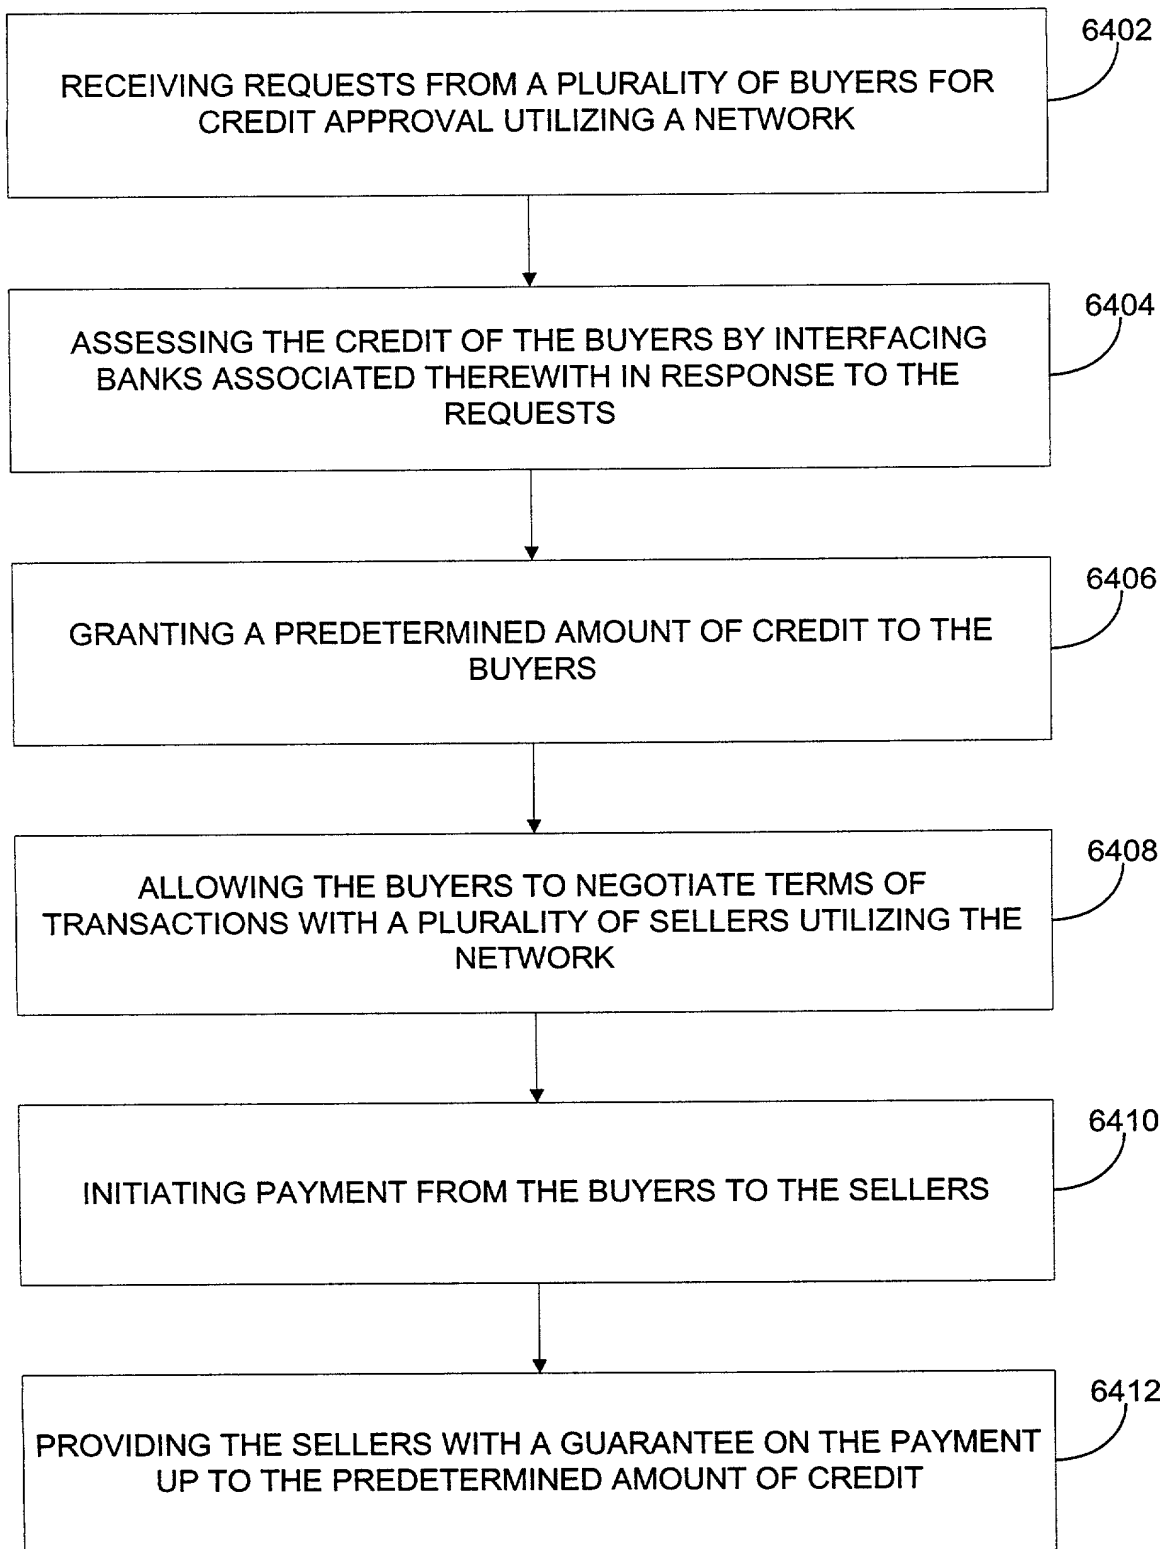 6402
RECEIVING REQUESTS FROM A PLURALITY OF BUYERS FOR
CREDIT APPROVAL UTILIZING A NETWORK
6404
ASSESSING THE CREDIT OF THE BUYERS BY INTERFACING
BANKS ASSOCIATED THEREWITH IN RESPONSE TO THE
REQUESTS
6406
GRANTING A PREDETERMINED AMOUNT OF CREDIT TO THE
BUYERS
6408
ALLOWING THE BUYERS TO NEGOTIATE TERMS OF
TRANSACTIONS WITH A PLURALITY OF SELLERS UTILIZING THE
NETWORK
6410
INITIATING PAYMENT FROM THE BUYERS TO THE SELLERS
6412
PROVIDING THE SELLERS WITH A GUARANTEE ON THE PAYMENT
UP TO THE PREDETERMINED AMOUNT OF CREDIT